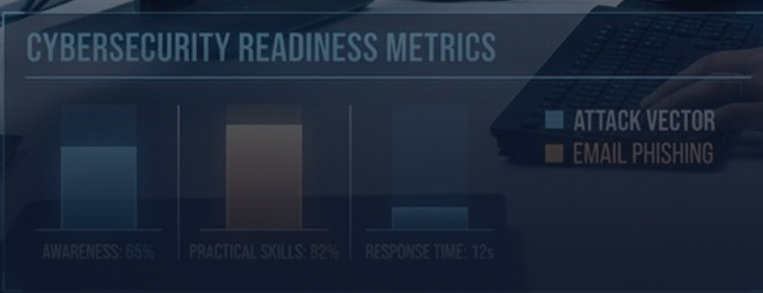 CYBERSECURITY READINESS METRICS
ATTACK VECTOR
EMAIL PHISHING
AWARENESS: 65%
PRACTICAL SKILLS: 82%
RESPONSE TIME: 12s